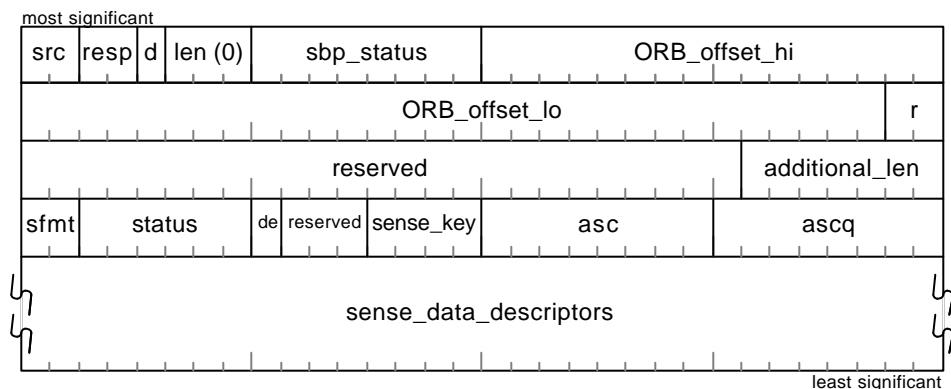 most significant
src resp d len (0) sbp_status ORB_offset_hi
ORB_offset_lo r
reserved additional_len
sfmt status de reserved sense_key asc ascq
sense_data_descriptors
least significant